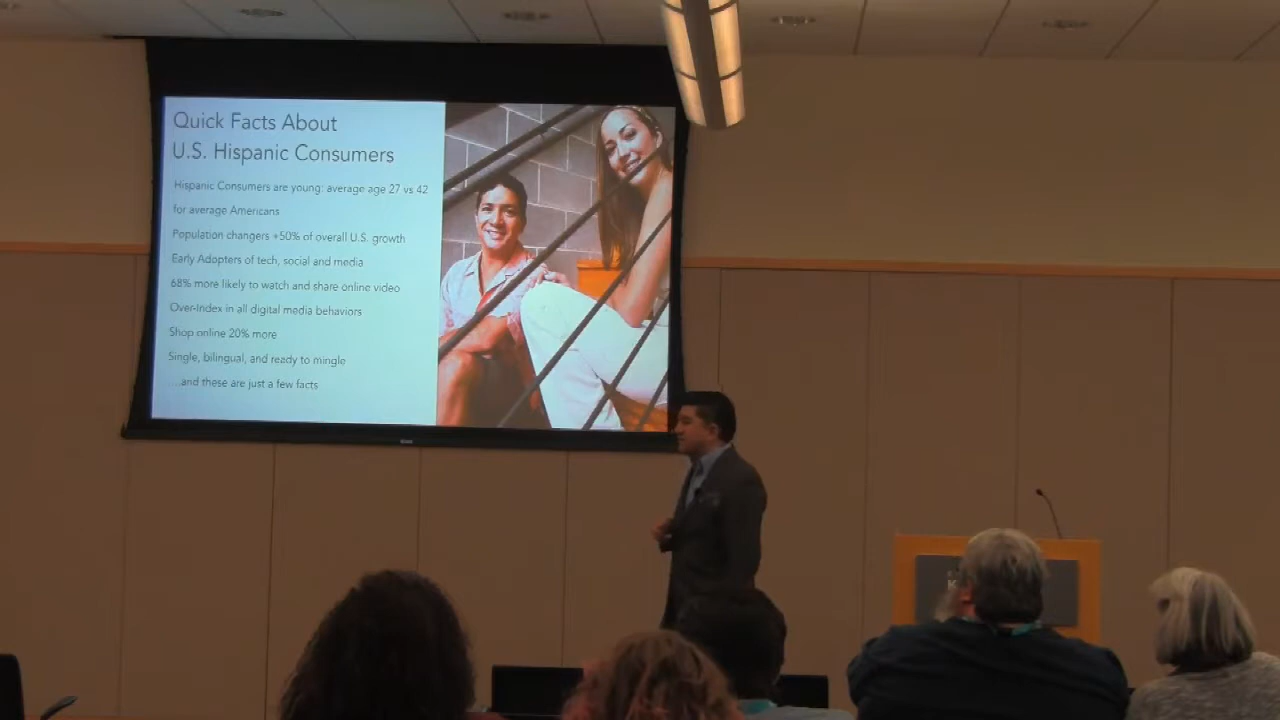 Quick Facts About
U.S. Hispanic Consumers
Hispanic Consumers are young: average age 27 vs 42
for average Americans
Population changers +50% of overall U.S. growth
Early Adopters of tech, social and media
68% more likely to watch and share online video
Over-Index in all digital media behaviors
Shop online 20% more
Single, bilingual, and ready to mingle
...and these are just a few facts